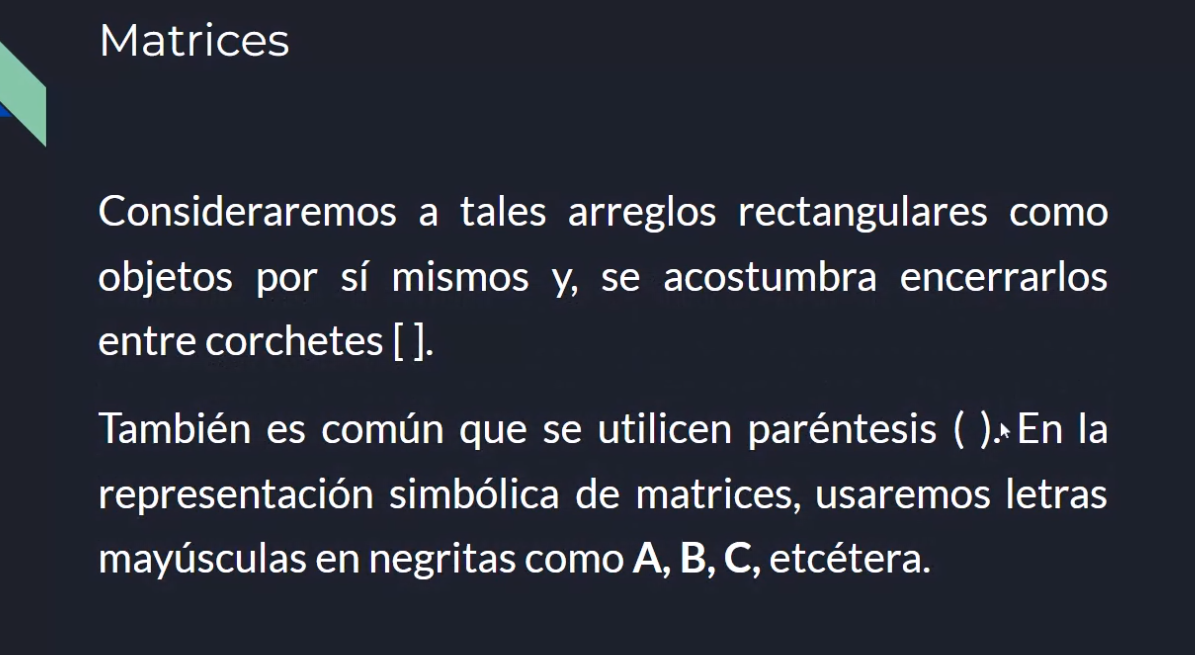 Matrices
Consideraremos a tales arreglos rectangulares como
objetos por sí mismos y, se acostumbra encerrarlos
entre corchetes [ ].
También es común que se utilicen paréntesis ( ). En la
representación simbólica de matrices, usaremos letras
mayúsculas en negritas como A, B, C, etcétera.